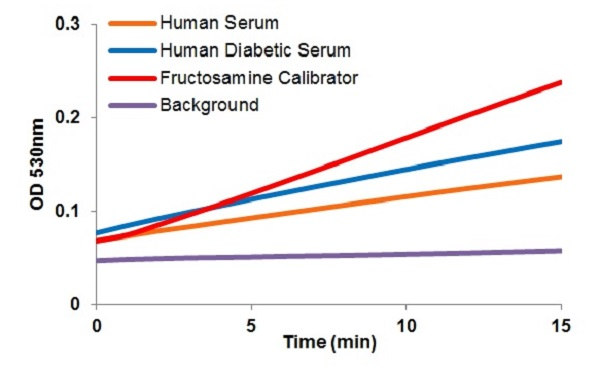 0.3
Human Serum
Human Diabetic Serum
Fructosamine Calibrator
Background
0.2
OD 530nm
0.1
0
0 5 10 15
Time (min)